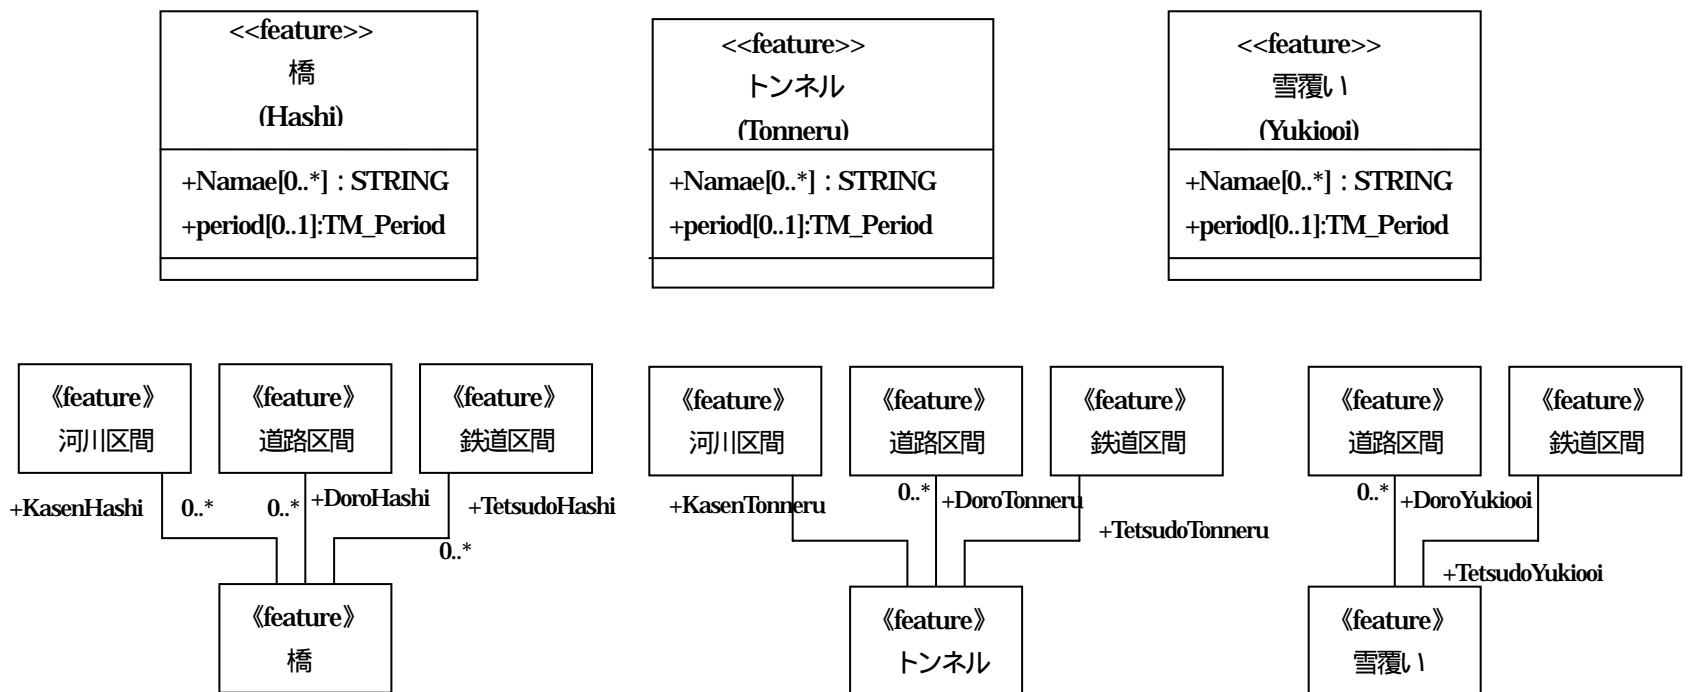 <<feature>>
橋
(Hashi)
+Namae[0..*] : STRING
+period[0..1]:TM_Period
<<feature>>
トンネル
(Tonneru)
+Namae[0..*] : STRING
+period[0..1]:TM_Period
<<feature>>
雪覆い
(Yukiooi)
+Namae[0..*] : STRING
+period[0..1]:TM_Period
《feature》
河川区間
《feature》
道路区間
《feature》
鉄道区間
+KasenHashi
0..*
0..*
+DoroHashi
+TetsudoHashi
0..*
《feature》
橋
《feature》
河川区間
《feature》
道路区間
《feature》
鉄道区間
+KasenTonneru
0..*
+DoroTonneru
+TetsudoTonneru
《feature》
トンネル
《feature》
道路区間
《feature》
鉄道区間
0..*
+DoroYukiooi
+TetsudoYukiooi
《feature》
雪覆い